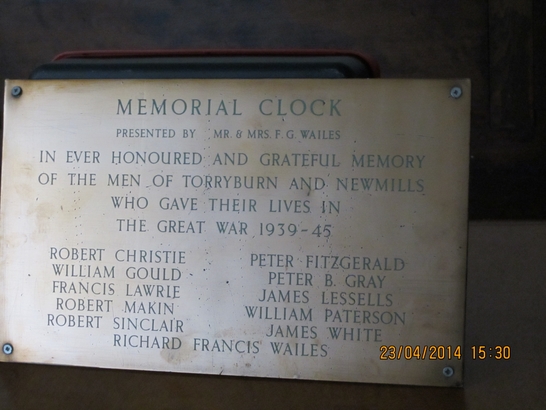 MEMORIAL CLOCK
PRESENTED BY MR. & MRS. F. G. WAILES
IN EVER HONOURED AND GRATEFUL MEMORY
OF THE MEN OF TORRYBURN AND NEWMILLS
WHO GAVE THEIR LIVES IN
THE GREAT WAR 1939-45
ROBERT CHRISTIE PETER FITZGERALD
WILLIAM GOULD PETER B. GRAY
FRANCIS LAWRIE JAMES LESSELLS
ROBERT MAKIN WILLIAM PATERSON
ROBERT SINCLAIR JAMES WHITE
RICHARD FRANCIS WAILES
23/04/2014 15:30